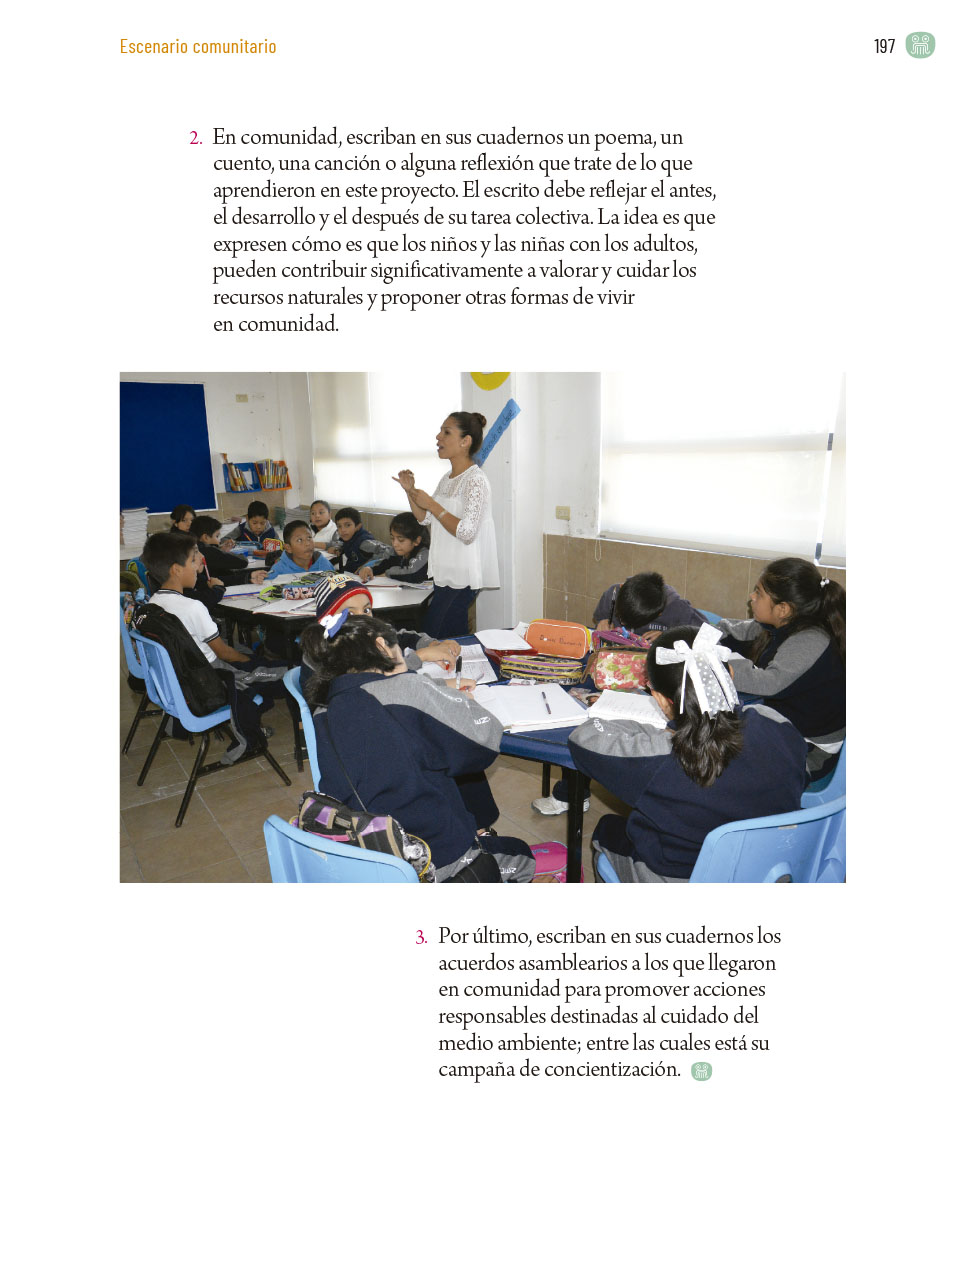 Escenario comunitario
197
2. En comunidad, escriban en sus cuadernos un poema, un
cuento, una canción o alguna reflexión que trate de lo que
aprendieron en este proyecto. El escrito debe reflejar el antes,
el desarrollo y el después de su tarea colectiva. La idea es que
expresen cómo es que los niños y las niñas con los adultos,
pueden contribuir significativamente a valorar y cuidar los
recursos naturales y proponer otras formas de vivir
en comunidad.
3. Por último, escriban en sus cuadernos los
acuerdos asamblearios a los que llegaron
en comunidad para promover acciones
responsables destinadas al cuidado del
medio ambiente; entre las cuales está su
campaña de concientización.